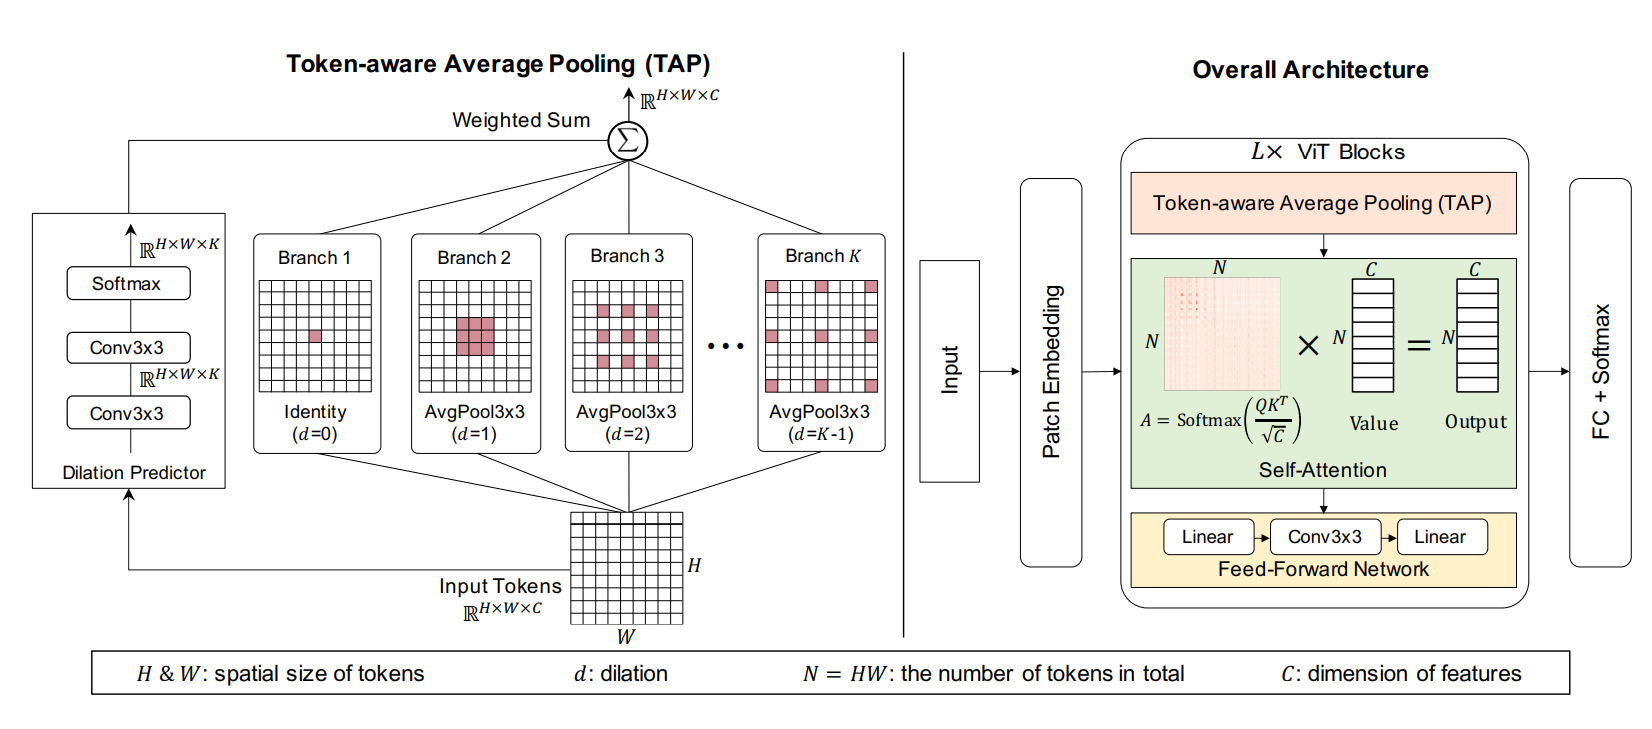 Token-aware Average Pooling (TAP)
ℝ^{H×W×C}
Weighted Sum
Σ
ℝ^{H×W×K}
Softmax
Conv3x3
ℝ^{H×W×K}
Conv3x3
Dilation Predictor
Branch 1
Identity
(d=0)
Branch 2
AvgPool3x3
(d=1)
Branch 3
AvgPool3x3
(d=2)
...
Branch K
AvgPool3x3
(d=K-1)
Input Tokens
ℝ^{H×W×C}
H
W
Overall Architecture
Input
Patch Embedding
L× ViT Blocks
Token-aware Average Pooling (TAP)
N
N
A = Softmax(QK^T / √C)
×
C
N
Value
=
C
N
Output
Self-Attention
Linear
Conv3x3
Linear
Feed-Forward Network
FC + Softmax
H & W: spatial size of tokens
d: dilation
N = HW: the number of tokens in total
C: dimension of features